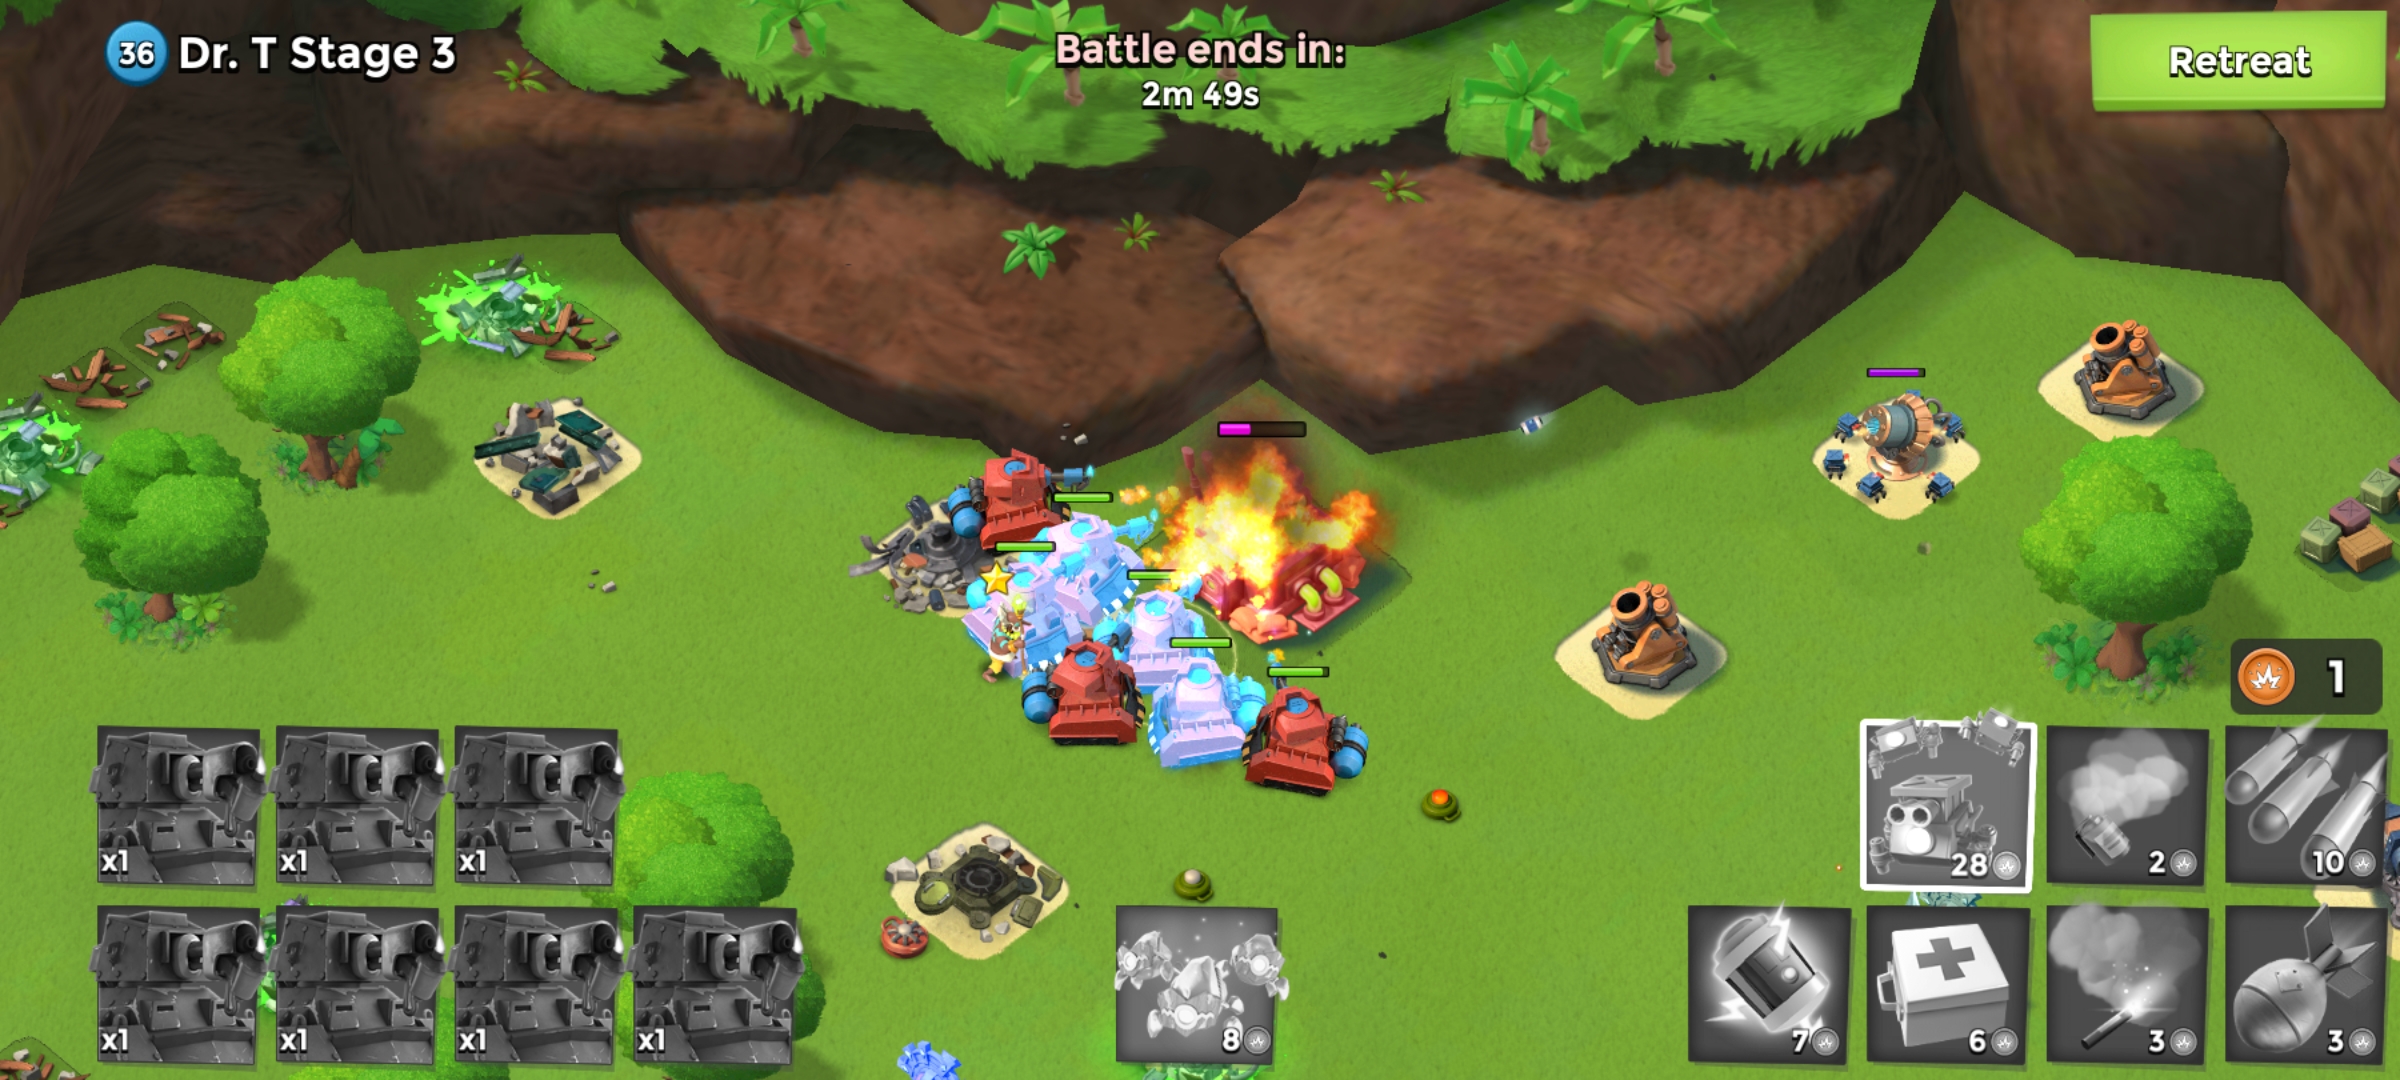 36 Dr. T Stage 3
Battle ends in:
2m 49s
Retreat
1
28
2
10
x1
x1
x1
x1
x1
x1
x1
8
7
6
3
3